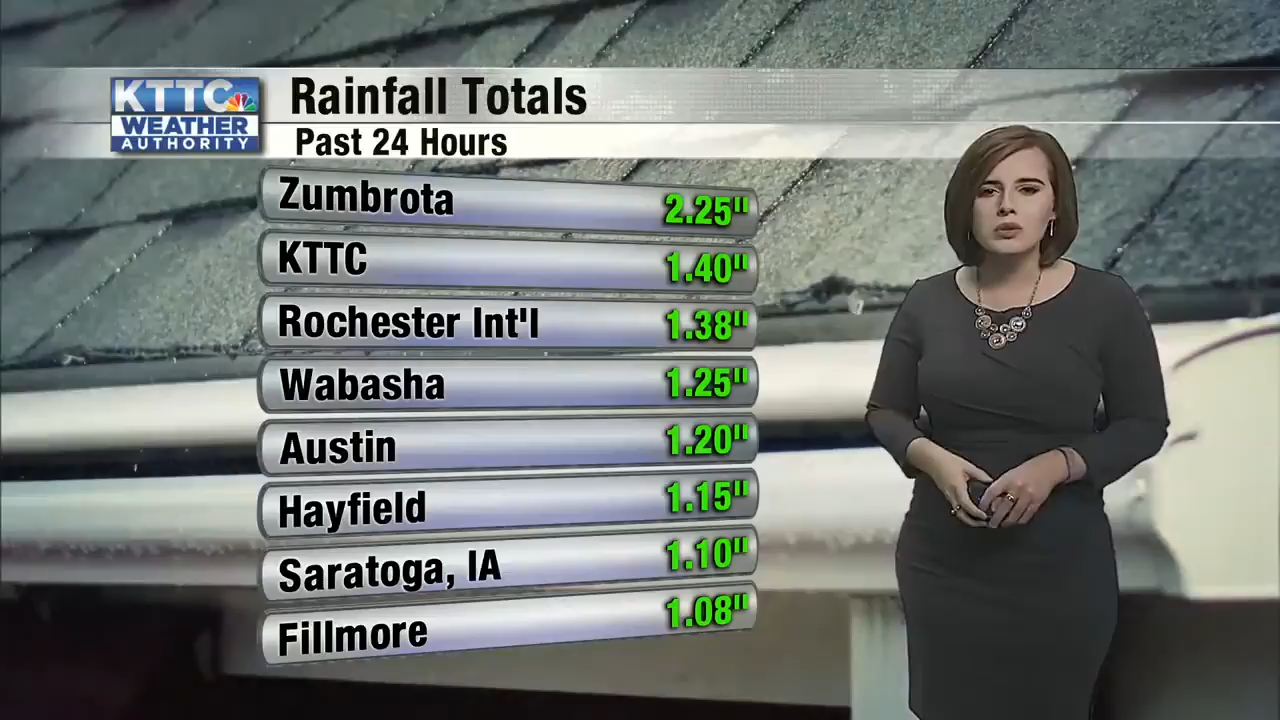 KTTC
WEATHER
AUTHORITY
Rainfall Totals
Past 24 Hours
Zumbrota 2.25"
KTTC 1.40"
Rochester Int'l 1.38"
Wabasha 1.25"
Austin 1.20"
Hayfield 1.15"
Saratoga, IA 1.10"
Fillmore 1.08"